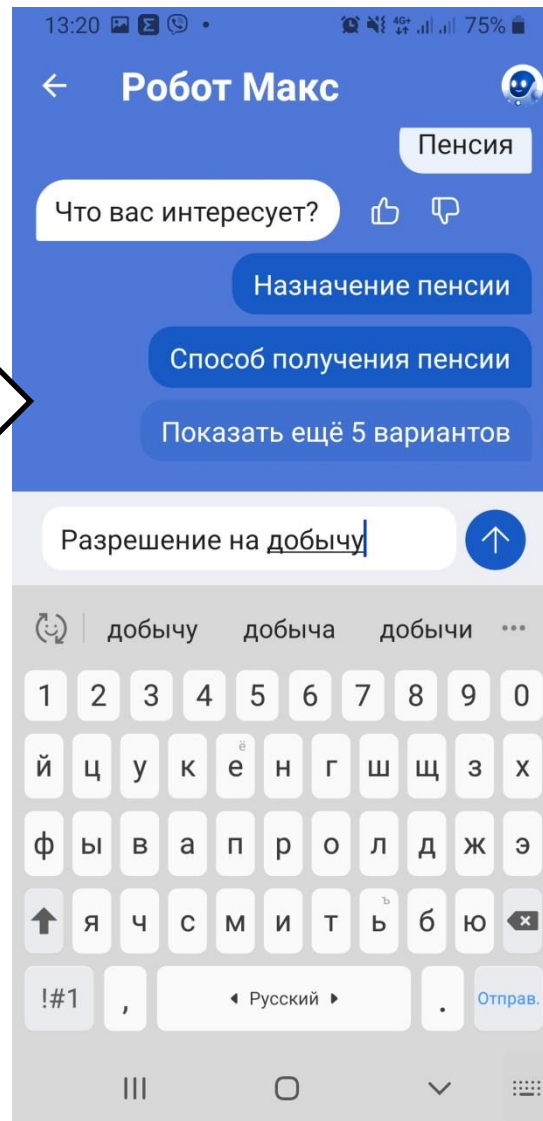 13:20 75%
Робот Макс
Пенсия
Что вас интересует?
Назначение пенсии
Способ получения пенсии
Показать ещё 5 вариантов
Разрешение на добычу
добычу добыча добычи
1 2 3 4 5 6 7 8 9 0
ё
й ц у к е н г ш щ з х
ф ы в а п р о л д ж э
ъ
я ч с м и т ь б ю
!#1 , Русский . Отправ.